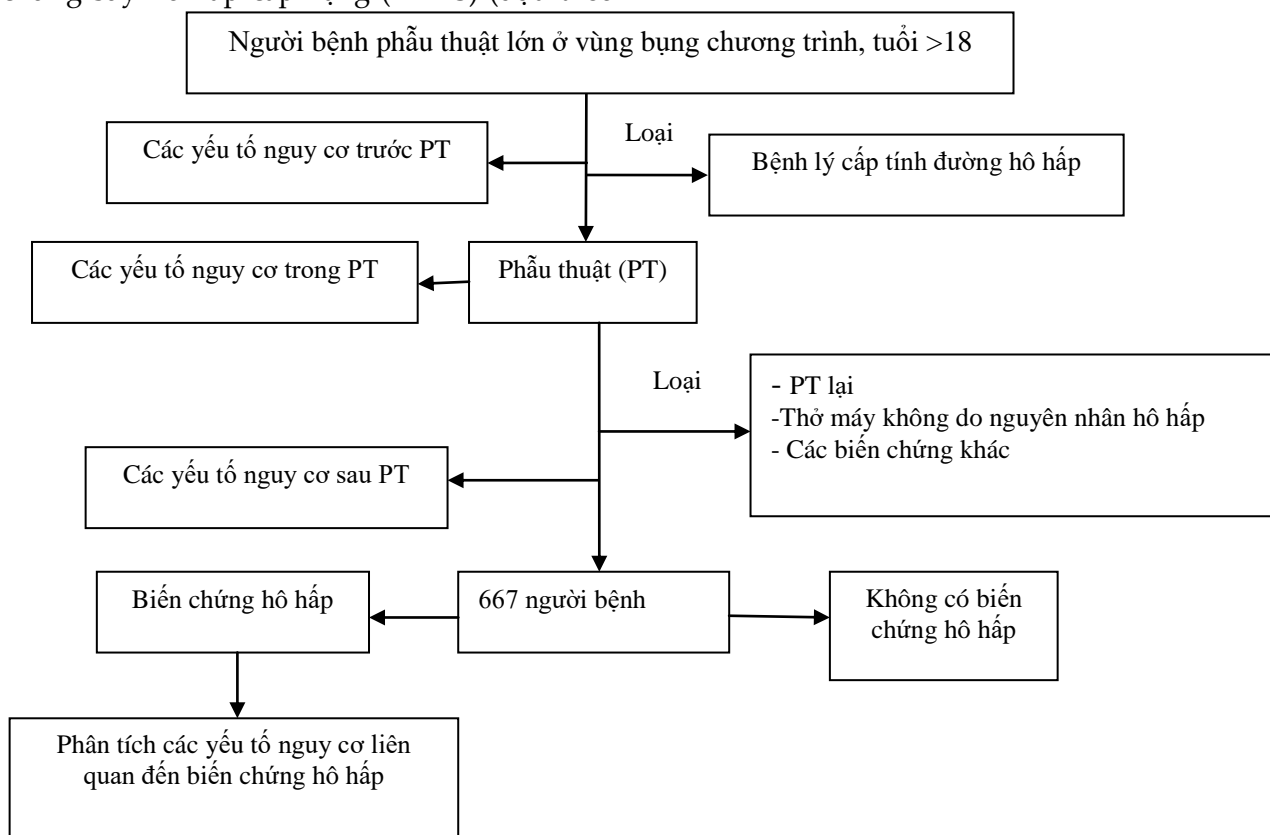 Người bệnh phẫu thuật lớn ở vùng bụng chương trình, tuổi >18
Loại
Các yếu tố nguy cơ trước PT
Bệnh lý cấp tính đường hô hấp
Các yếu tố nguy cơ trong PT
Phẫu thuật (PT)
Loại
- PT lại
-Thở máy không do nguyên nhân hô hấp
- Các biến chứng khác
Các yếu tố nguy cơ sau PT
Biến chứng hô hấp
667 người bệnh
Không có biến
chứng hô hấp
Phân tích các yếu tố nguy cơ liên
quan đến biến chứng hô hấp